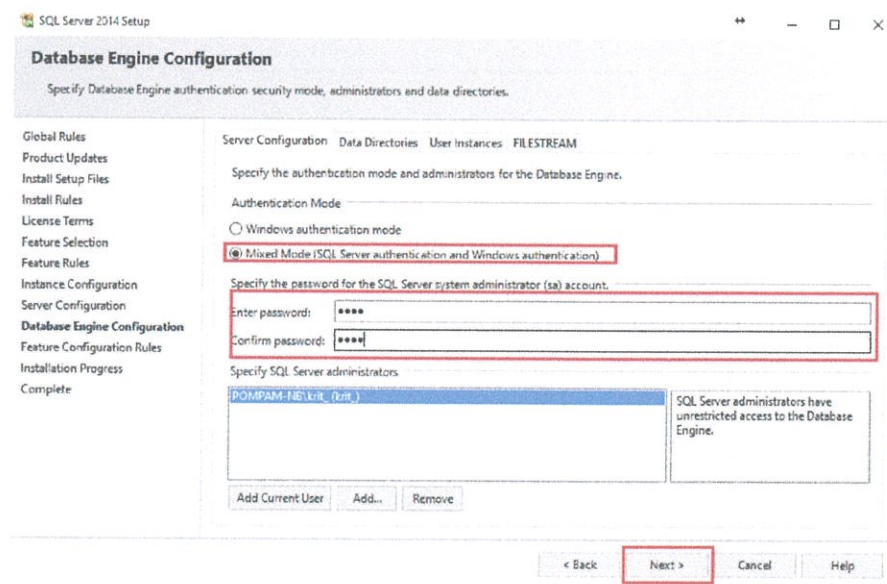 SQL Server 2014 Setup
Database Engine Configuration
Specify Database Engine authentication security mode, administrators and data directories.
Global Rules
Product Updates
Install Setup Files
Install Rules
License Terms
Feature Selection
Feature Rules
Instance Configuration
Server Configuration
Database Engine Configuration
Feature Configuration Rules
Installation Progress
Complete
Server Configuration Data Directories User Instances FILESTREAM
Specify the authentication mode and administrators for the Database Engine.
Authentication Mode
Windows authentication mode
Mixed Mode (SQL Server authentication and Windows authentication)
Specify the password for the SQL Server system administrator (sa) account.
Enter password: ••••
Confirm password: ••••
Specify SQL Server administrators
POMPAM-NB\krit_ (krit_)
SQL Server administrators have
unrestricted access to the Database
Engine.
Add Current User Add... Remove
< Back Next > Cancel Help